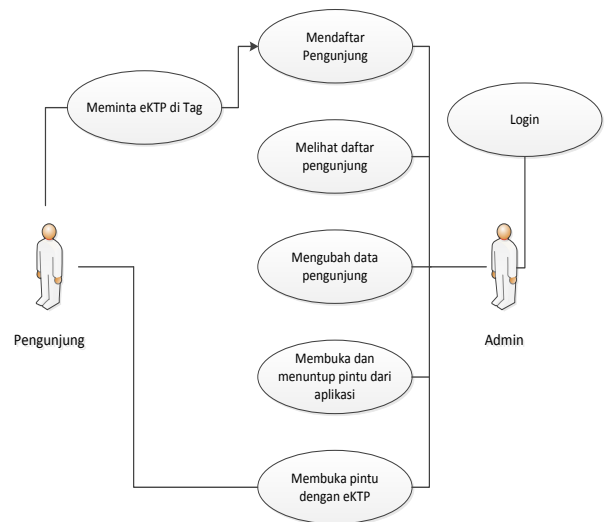 Mendaftar
Pengunjung
Meminta eKTP di Tag
Login
Melihat daftar
pengunjung
Mengubah data
pengunjung
Pengunjung
Admin
Membuka dan
menuntup pintu dari
aplikasi
Membuka pintu
dengan eKTP